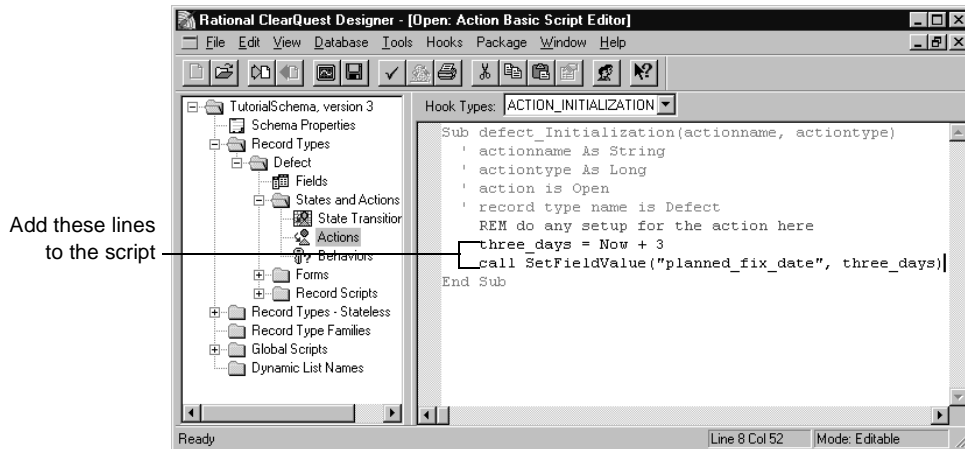 Rational ClearQuest Designer - [Open: Action Basic Script Editor]
File Edit View Database Tools Hooks Package Window Help
TutorialSchema, version 3
Schema Properties
Record Types
Defect
Fields
States and Actions
State Transition
Actions
Behaviors
Forms
Record Scripts
Record Types - Stateless
Record Type Families
Global Scripts
Dynamic List Names
Add these lines
to the script
Hook Types: ACTION_INITIALIZATION
Sub defect_Initialization(actionname, actiontype)
' actionname As String
' actiontype As Long
' action is Open
' record type name is Defect
REM do any setup for the action here
three_days = Now + 3
call SetFieldValue("planned_fix_date", three_days)
End Sub
Ready
Line 8 Col 52
Mode: Editable